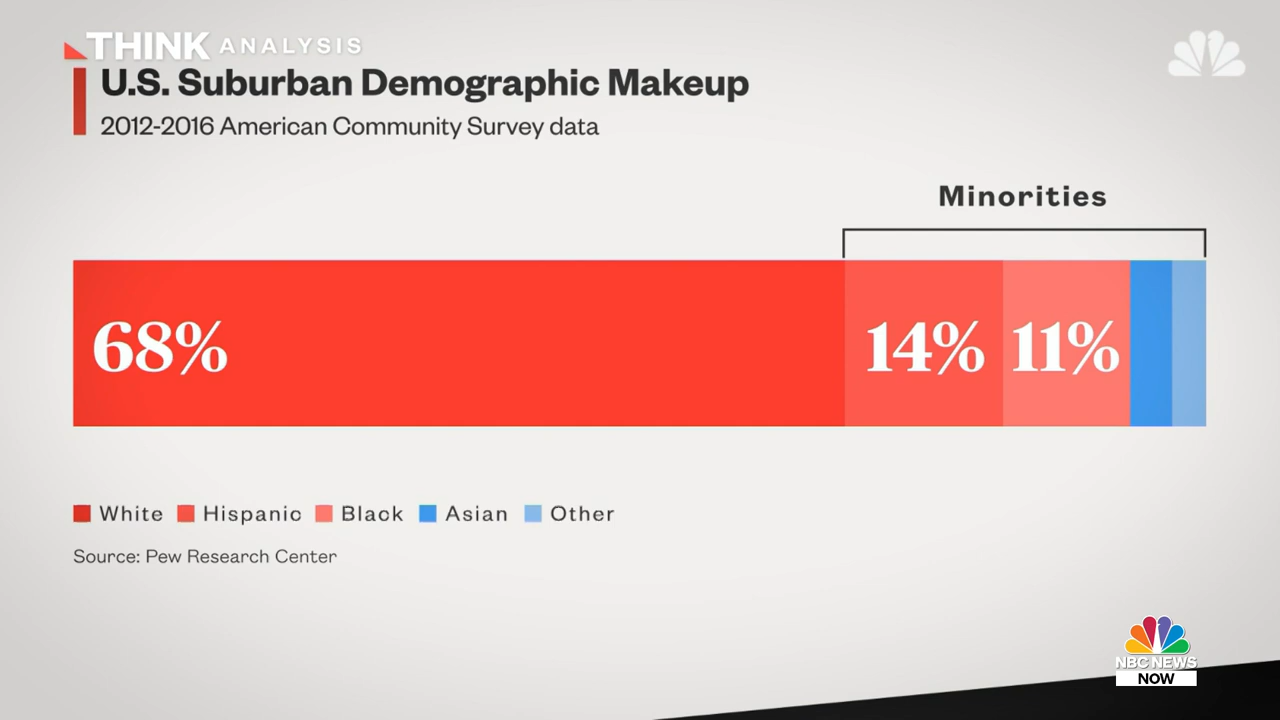 THINK ANALYSIS
U.S. Suburban Demographic Makeup
2012-2016 American Community Survey data
Minorities
68% 14% 11%
White Hispanic Black Asian Other
Source: Pew Research Center
NBC NEWS
NOW